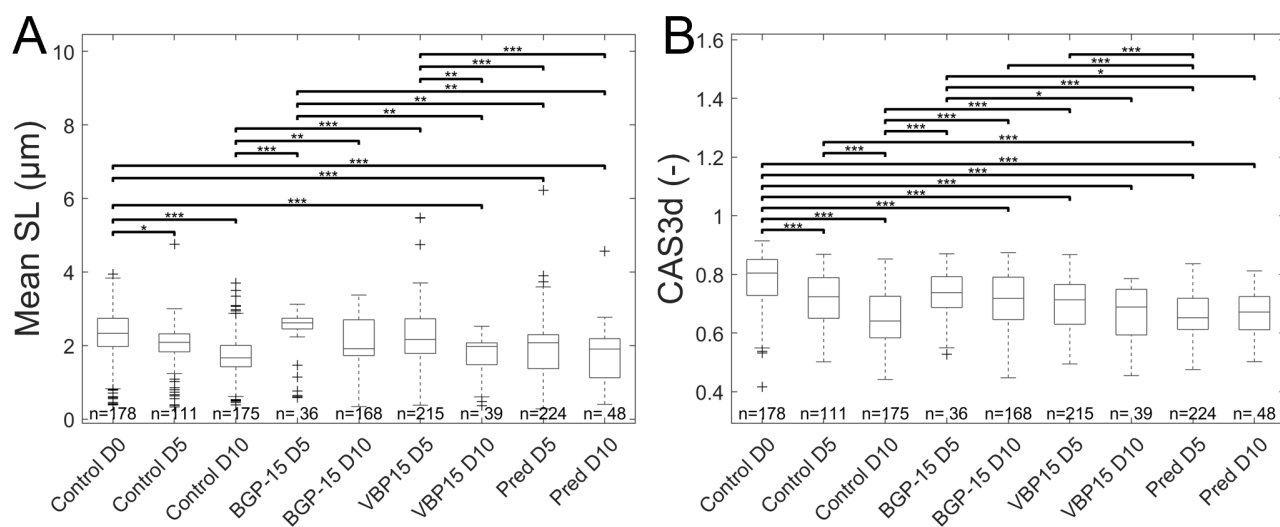 A
B
Mean SL (µm)
10
8
6
4
2
0
***
***
**
**
**
**
***
**
***
***
***
***
***
*
n=178 n=111 n=175 n= 36 n=168 n=215 n= 39 n=224 n= 48
Control D0
Control D5
Control D10
BGP-15 D5
BGP-15 D10
VBP15 D5
VBP15 D10
Pred D5
Pred D10
CAS3d (-)
1.6
1.4
1.2
1
0.8
0.6
0.4
***
***
*
***
*
***
***
***
***
***
***
***
***
***
***
***
***
n=178 n=111 n=175 n= 36 n=168 n=215 n= 39 n=224 n= 48
Control D0
Control D5
Control D10
BGP-15 D5
BGP-15 D10
VBP15 D5
VBP15 D10
Pred D5
Pred D10